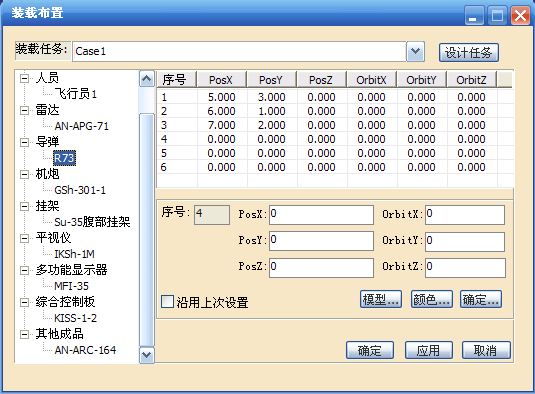 装载布置
装载任务: Case1 设计任务
人员
飞行员1
雷达
AN-APG-71
导弹
R73
机炮
GSh-301-1
挂架
Su-35腹部挂架
平视仪
IKSh-1M
多功能显示器
MFI-35
综合控制板
KISS-1-2
其他成品
AN-ARC-164
序号 PosX PosY PosZ OrbitX OrbitY OrbitZ
1 5.000 3.000 0.000 0.000 0.000 0.000
2 6.000 1.000 0.000 0.000 0.000 0.000
3 7.000 2.000 0.000 0.000 0.000 0.000
4 0.000 0.000 0.000 0.000 0.000 0.000
5 0.000 0.000 0.000 0.000 0.000 0.000
6 0.000 0.000 0.000 0.000 0.000 0.000
序号: 4 PosX: 0 OrbitX: 0
PosY: 0 OrbitY: 0
PosZ: 0 OrbitZ: 0
沿用上次设置 模型... 颜色... 确定...
确定 应用 取消